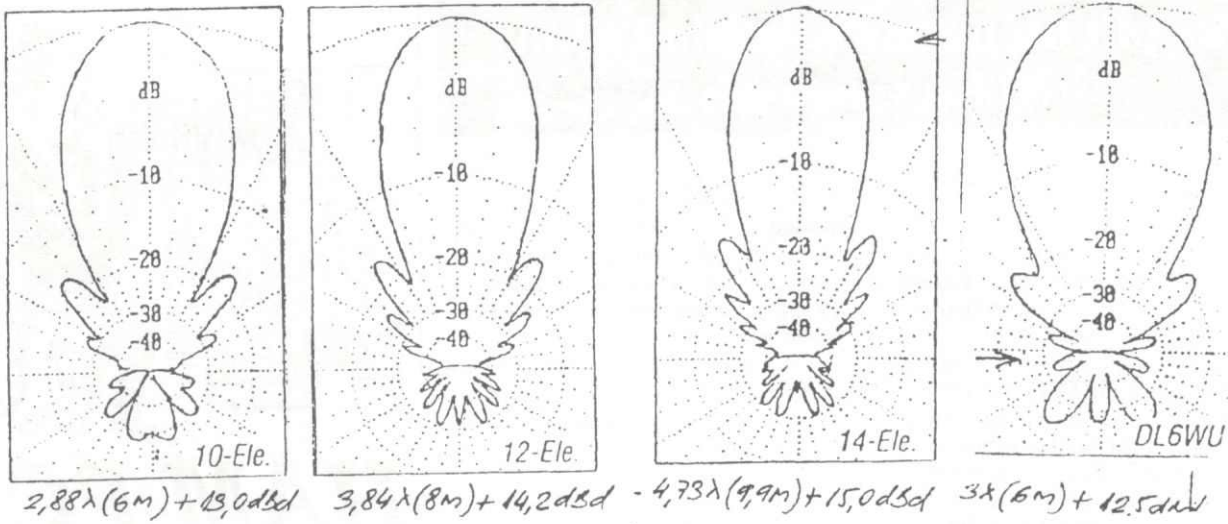 dB
-10
-20
-30
-40
10-Ele.
2,88λ(6m)+13,0dBd
dB
-10
-20
-30
-40
12-Ele.
3,84λ(8m)+14,2dBd
dB
-10
-20
-30
-40
14-Ele.
-4,73λ(9,9m)+15,0dBd
dB
-10
-20
-30
-40
DL6WU
3λ(6m)+12.5dBd